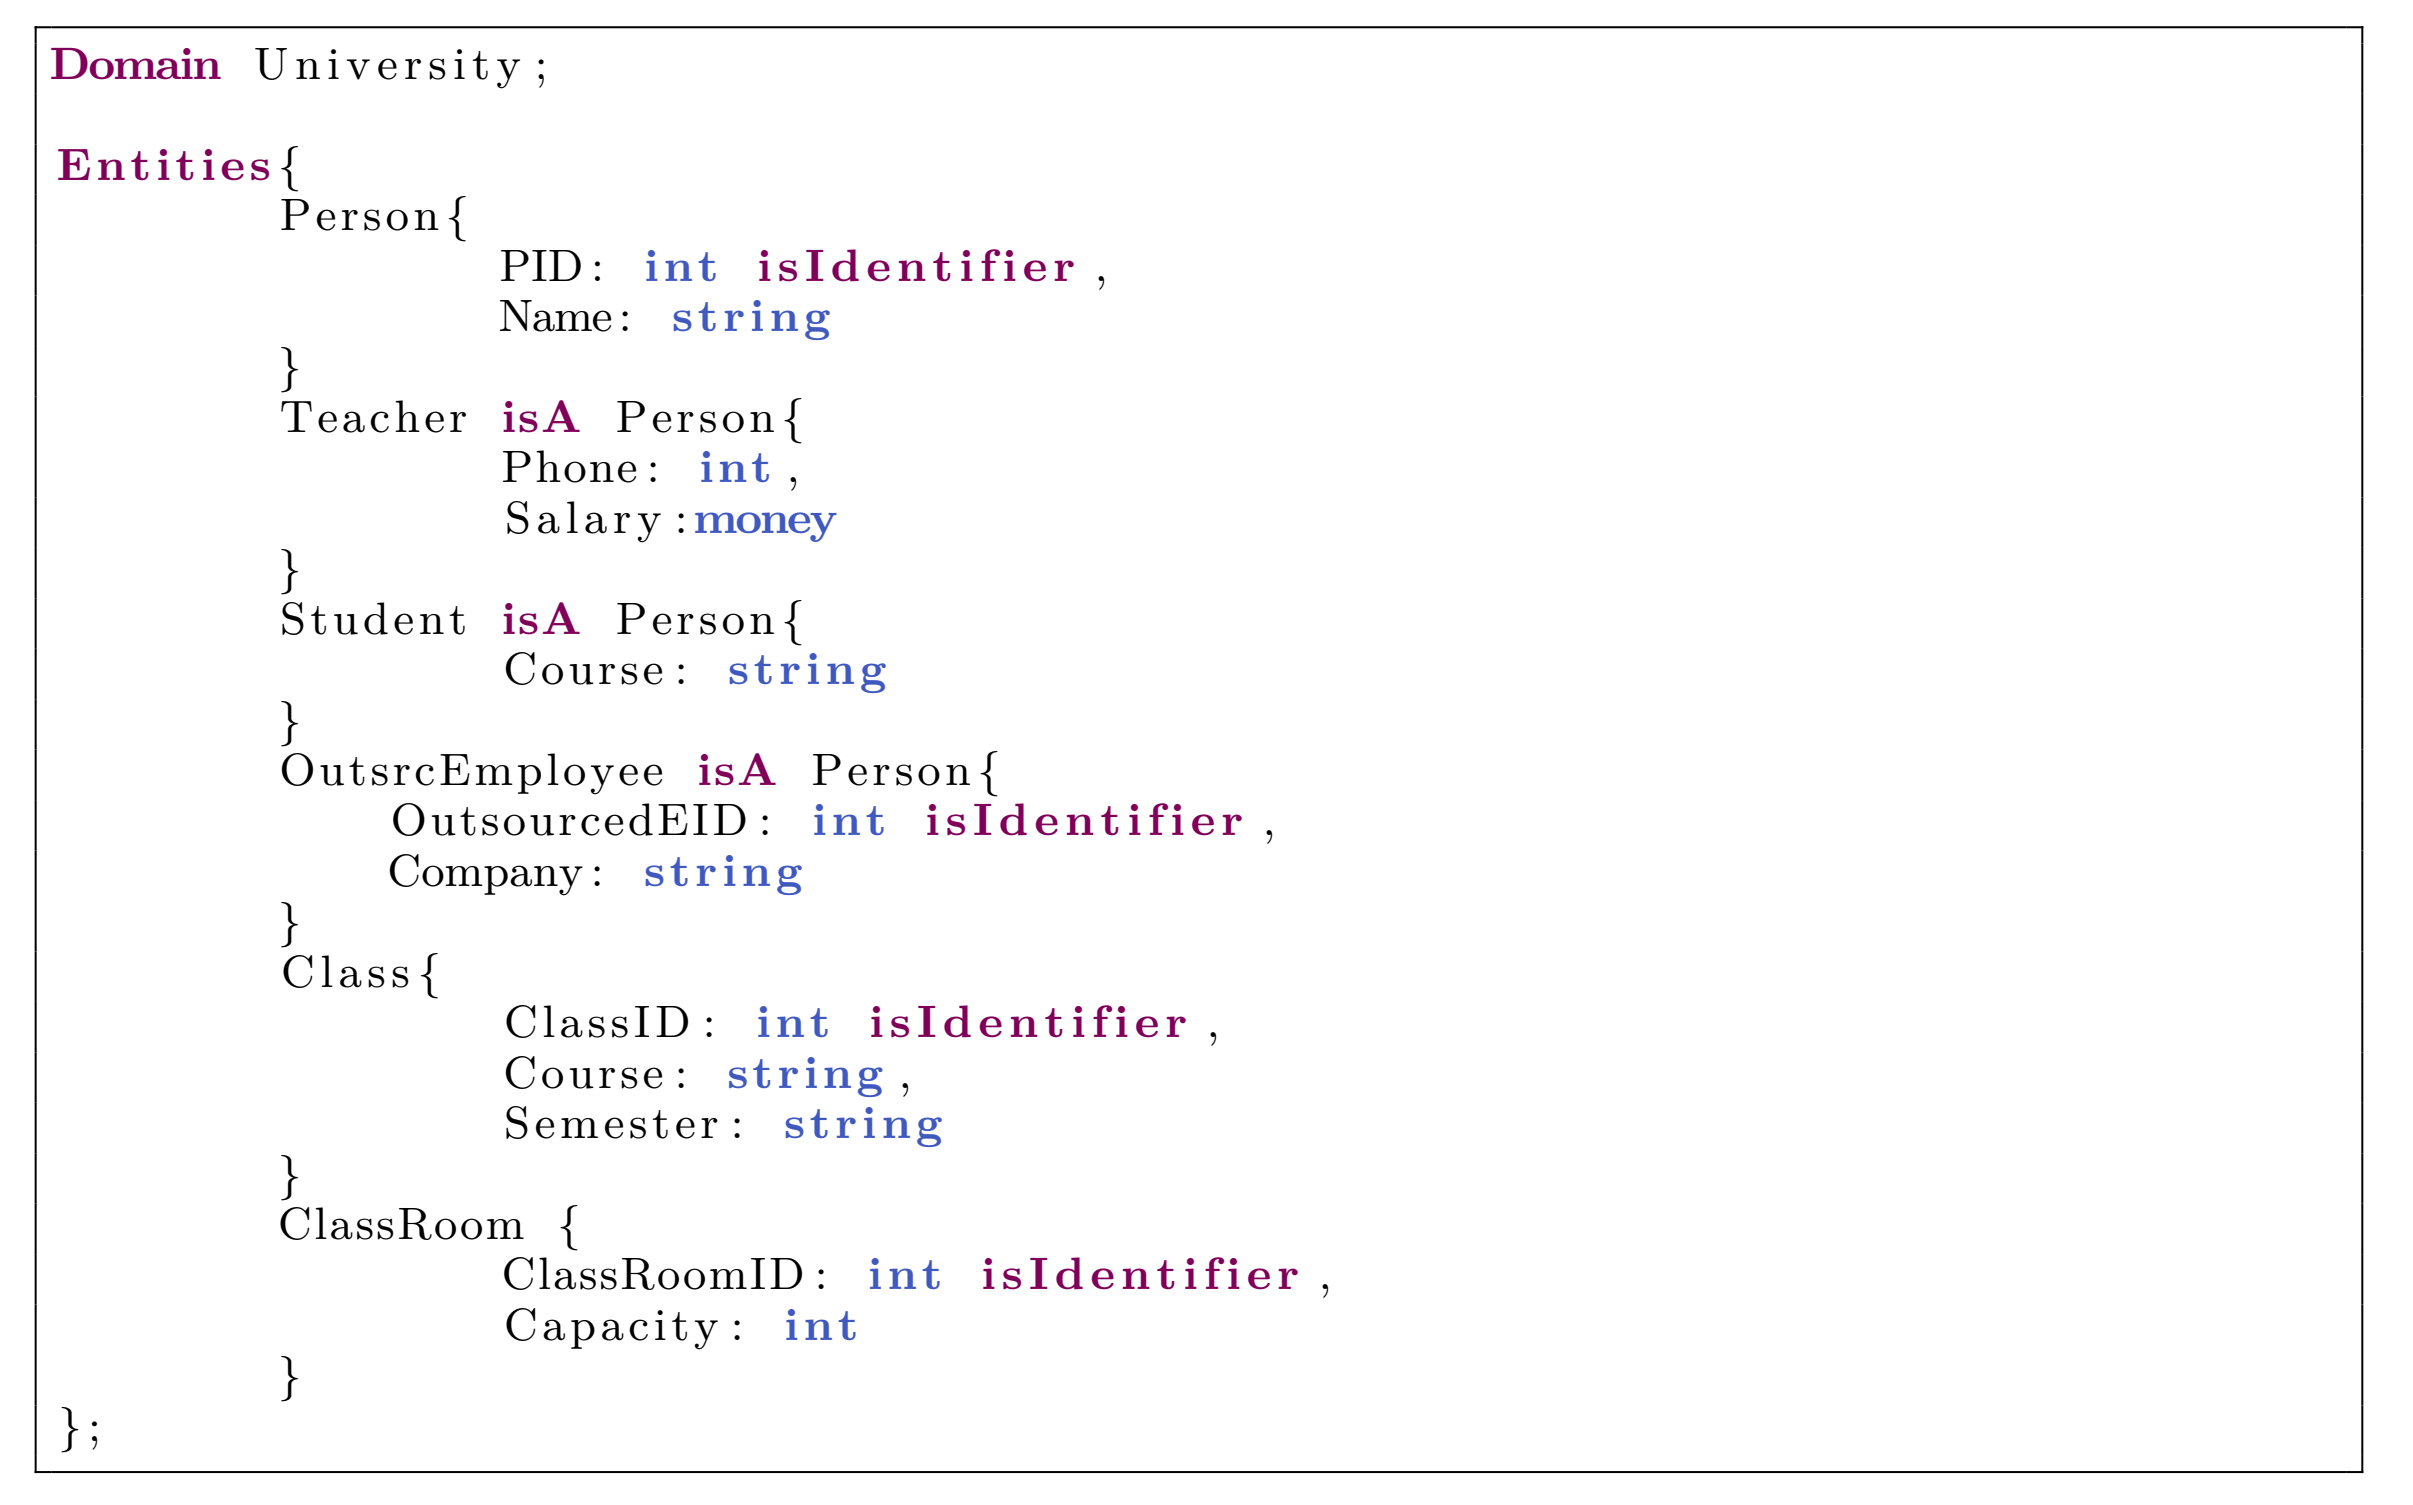 Domain University;
Entities{
Person{
PID: int isIdentifier,
Name: string
}
Teacher isA Person{
Phone: int,
Salary:money
}
Student isA Person{
Course: string
}
OutsrcEmployee isA Person{
OutsourcedEID: int isIdentifier,
Company: string
}
Class{
ClassID: int isIdentifier,
Course: string,
Semester: string
}
ClassRoom {
ClassRoomID: int isIdentifier,
Capacity: int
}
};